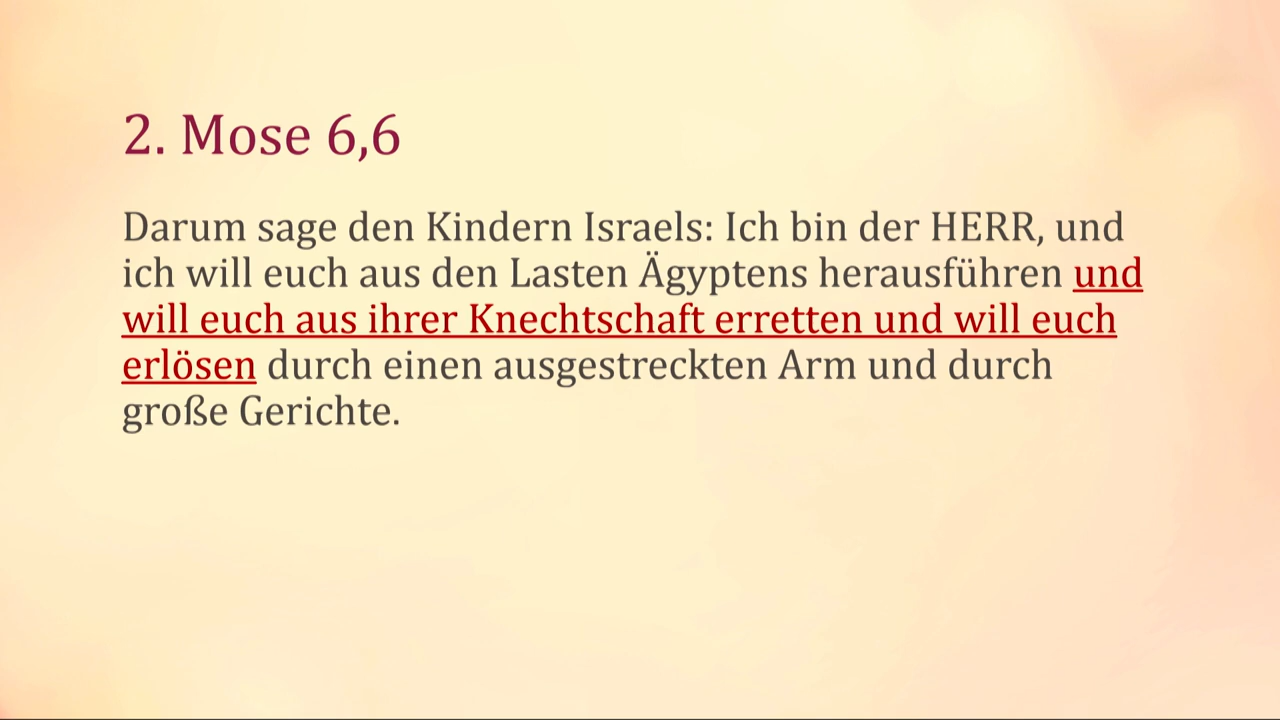 2. Mose 6,6
Darum sage den Kindern Israels: Ich bin der HERR, und
ich will euch aus den Lasten Ägyptens herausführen und
will euch aus ihrer Knechtschaft erretten und will euch
erlösen durch einen ausgestreckten Arm und durch
große Gerichte.